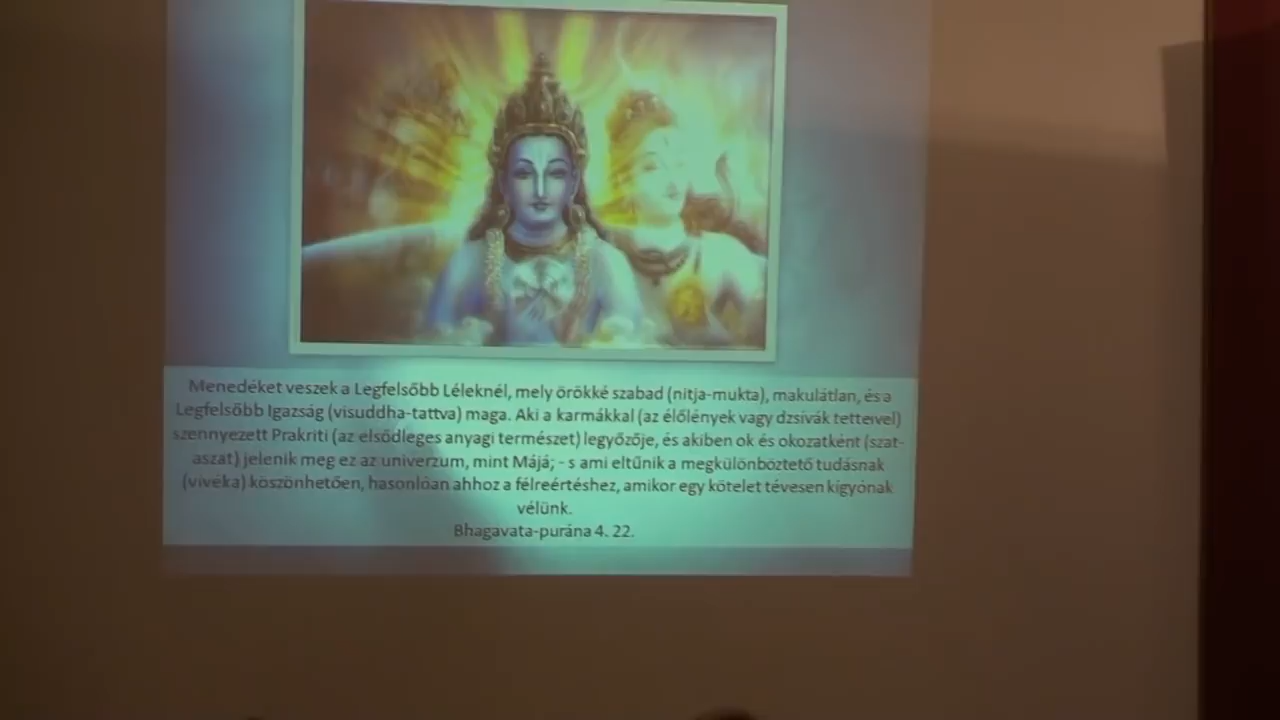 Menedéket veszek a Legfelsőbb Léleknél, mely örökké szabad (nitja-mukta), makulátlan, és a
Legfelsőbb Igazság (visuddha-tattva) maga. Aki a karmákkal (az élőlények vagy dzsívák tetteivel)
szennyezett Prakriti (az elsődleges anyagi természet) legyőzője, és akiben ok és okozatként (szat-
aszat) jelenik meg ez az univerzum, mint Májá; - s ami eltűnik a megkülönböztető tudásnak
(viveka) köszönhetően, hasonlóan ahhoz a félreértéshez, amikor egy kötelet tévesen kígyónak
vélünk.
Bhagavata-purána 4. 22.